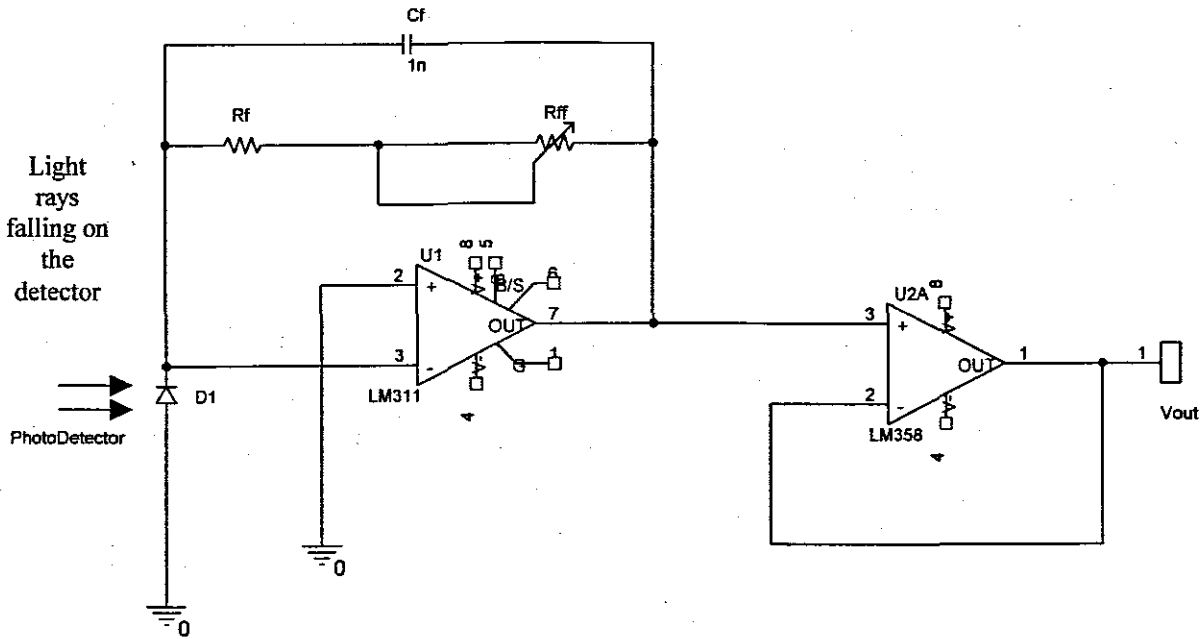 Cf
1n
Rf
Rff
Light
rays
falling on
the
detector
U1
8
5
V+
B/S
6
2
+
OUT
7
3
-
G
1
V-
LM311
4
D1
PhotoDetector
0
0
U2A
8
V+
3
+
OUT
1
1
2
-
V-
LM358
4
Vout